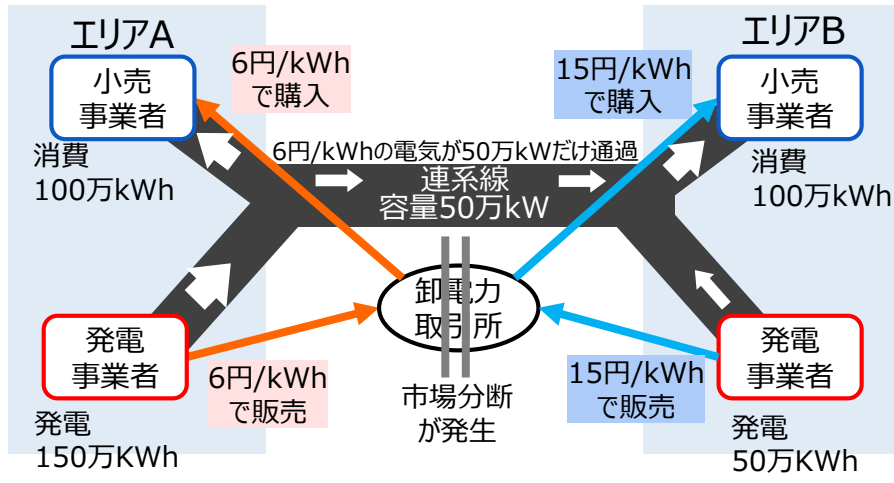 エリアA
エリアB
小売
事業者
6円/kWh
で購入
15円/kWh
で購入
小売
事業者
消費
100万kWh
6円/kWhの電気が50万kWだけ通過
連系線
容量50万kW
消費
100万kWh
卸電力
取引所
発電
事業者
6円/kWh
で販売
市場分断
が発生
15円/kWh
で販売
発電
事業者
発電
150万KWh
発電
50万KWh